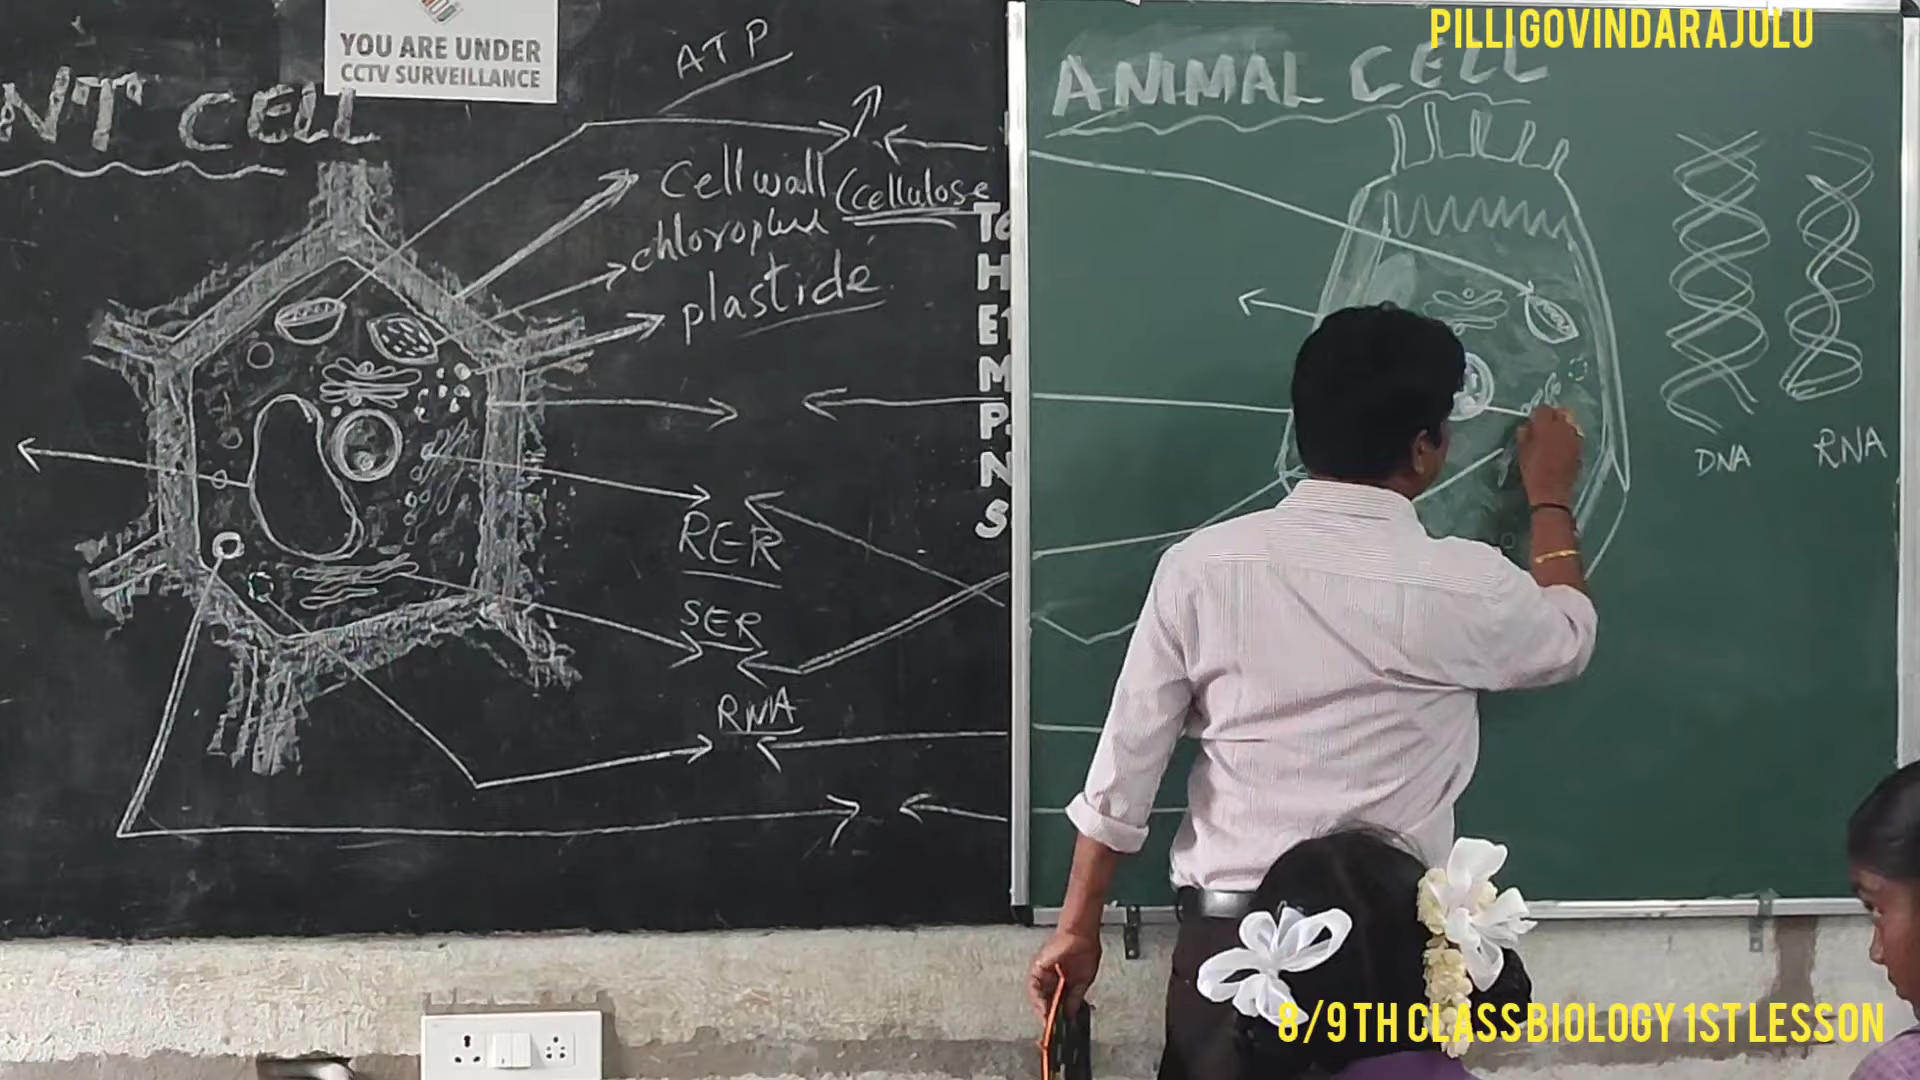 YOU ARE UNDER
CCTV SURVEILLANCE
NT CELL
ATP
cell wall (cellulose
plastide
RER
SER
RNA
H
E
M
P
N
S
PILLIGOVINDARAJULU
ANIMAL CELL
DNA
RNA
8/9TH CLASS BIOLOGY 1ST LESSON